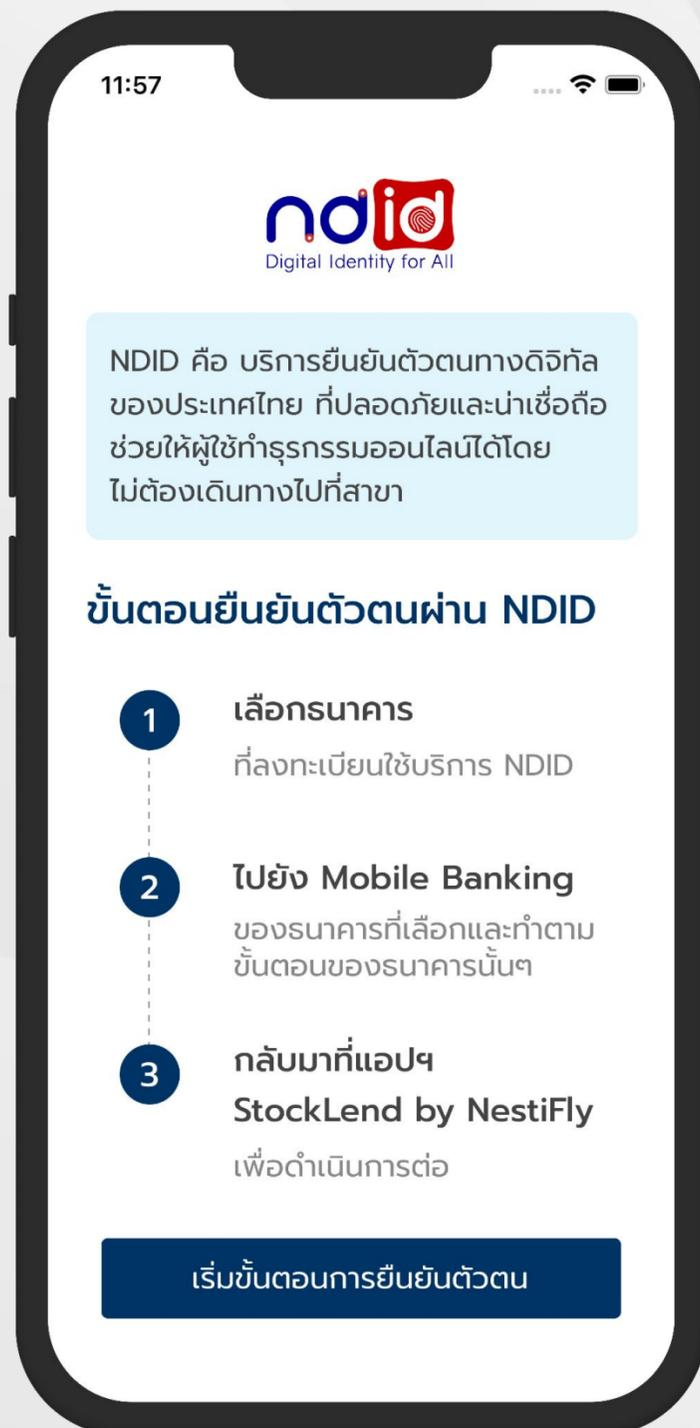 11:57
ndid
Digital Identity for All
NDID คือ บริการยืนยันตัวตนทางดิจิทัล
ของประเทศไทย ที่ปลอดภัยและน่าเชื่อถือ
ช่วยให้ผู้ใช้ทำธุรกรรมออนไลน์ได้โดย
ไม่ต้องเดินทางไปที่สาขา
ขั้นตอนยืนยันตัวตนผ่าน NDID
1
เลือกธนาคาร
ที่ลงทะเบียนใช้บริการ NDID
2
ไปยัง Mobile Banking
ของธนาคารที่เลือกและทำตาม
ขั้นตอนของธนาคารนั้นๆ
3
กลับมาที่แอปฯ
StockLend by NestiFly
เพื่อดำเนินการต่อ
เริ่มขั้นตอนการยืนยันตัวตน